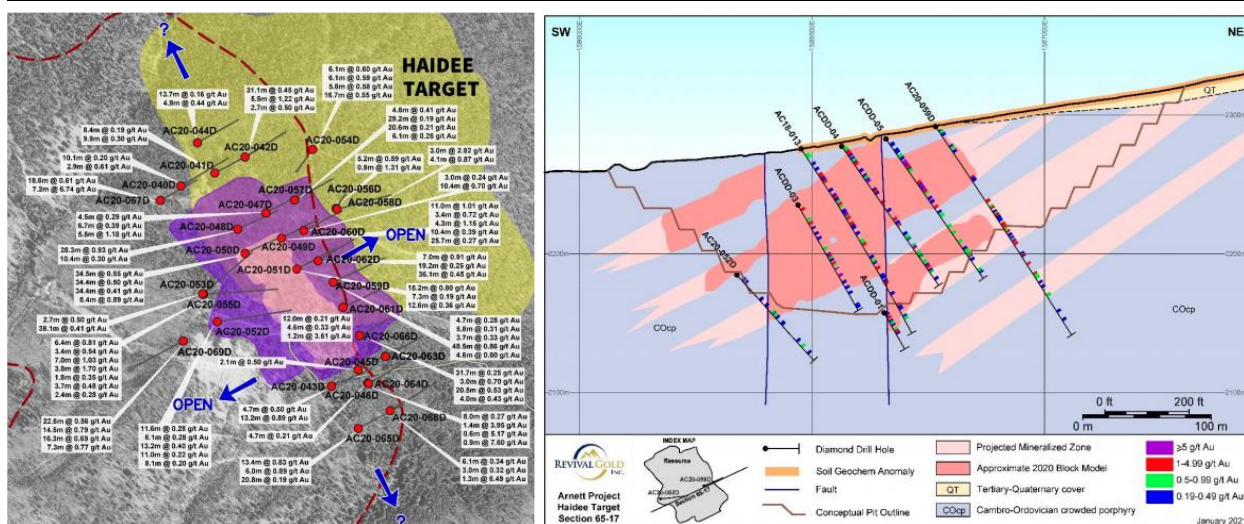 HAIDEE
TARGET
?
6.1m @ 0.60 g/t Au
6.1m @ 0.59 g/t Au
5.8m @ 0.58 g/t Au
16.7m @ 0.55 g/t Au
31.1m @ 0.45 g/t Au
5.5m @ 1.22 g/t Au
2.7m @ 0.50 g/t Au
13.7m @ 0.16 g/t Au
4.9m @ 0.44 g/t Au
AC20-044D
AC20-042D
AC20-054D
4.6m @ 0.41 g/t Au
29.2m @ 0.19 g/t Au
20.6m @ 0.21 g/t Au
6.1m @ 0.26 g/t Au
8.4m @ 0.19 g/t Au
9.8m @ 0.30 g/t Au
10.1m @ 0.20 g/t Au
2.9m @ 0.61 g/t Au
AC20-041D
5.2m @ 0.59 g/t Au
0.9m @ 1.31 g/t Au
3.0m @ 2.82 g/t Au
4.1m @ 0.87 g/t Au
18.6m @ 0.61 g/t Au
7.2m @ 6.74 g/t Au
AC20-040D
AC20-067D
AC20-057D
AC20-056D
AC20-058D
3.0m @ 0.24 g/t Au
10.4m @ 0.70 g/t Au
AC20-047D
4.5m @ 0.29 g/t Au
6.7m @ 0.39 g/t Au
5.5m @ 1.18 g/t Au
11.0m @ 1.01 g/t Au
3.4m @ 0.72 g/t Au
4.3m @ 1.15 g/t Au
10.4m @ 0.39 g/t Au
25.7m @ 0.27 g/t Au
AC20-048D
AC20-060D
OPEN
28.3m @ 0.93 g/t Au
10.4m @ 0.30 g/t Au
AC20-050D
AC20-049D
AC20-062D
AC20-051D
7.0m @ 0.91 g/t Au
19.2m @ 0.25 g/t Au
36.1m @ 0.48 g/t Au
34.5m @ 0.55 g/t Au
34.4m @ 0.50 g/t Au
34.4m @ 0.41 g/t Au
8.4m @ 0.89 g/t Au
AC20-053D
AC20-055D
AC20-059D
15.2m @ 0.80 g/t Au
7.3m @ 0.19 g/t Au
12.6m @ 0.36 g/t Au
AC20-061D
2.7m @ 0.50 g/t Au
38.1m @ 0.41 g/t Au
12.0m @ 0.21 g/t Au
4.6m @ 0.33 g/t Au
1.2m @ 3.61 g/t Au
AC20-052D
AC20-066D
4.7m @ 0.28 g/t Au
5.8m @ 0.31 g/t Au
3.7m @ 0.33 g/t Au
48.5m @ 0.86 g/t Au
4.6m @ 0.80 g/t Au
6.4m @ 0.81 g/t Au
3.4m @ 0.54 g/t Au
7.0m @ 1.03 g/t Au
3.8m @ 1.70 g/t Au
1.8m @ 0.35 g/t Au
3.7m @ 0.48 g/t Au
2.4m @ 0.28 g/t Au
AC20-069D
2.1m @ 0.50 g/t Au
AC20-045D
AC20-063D
31.7m @ 0.25 g/t Au
3.0m @ 0.70 g/t Au
20.5m @ 0.53 g/t Au
4.0m @ 0.43 g/t Au
OPEN
AC20-043D
AC20-046D
AC20-064D
4.7m @ 0.50 g/t Au
13.2m @ 0.89 g/t Au
22.6m @ 0.56 g/t Au
14.5m @ 0.79 g/t Au
16.3m @ 0.69 g/t Au
7.3m @ 0.77 g/t Au
11.6m @ 0.28 g/t Au
6.1m @ 0.28 g/t Au
13.2m @ 0.40 g/t Au
11.0m @ 0.22 g/t Au
8.1m @ 0.20 g/t Au
4.7m @ 0.21 g/t Au
AC20-065D
AC20-068D
8.0m @ 0.27 g/t Au
1.4m @ 3.95 g/t Au
0.6m @ 5.17 g/t Au
0.9m @ 7.60 g/t Au
13.4m @ 0.83 g/t Au
6.0m @ 0.89 g/t Au
20.8m @ 0.19 g/t Au
6.1m @ 0.34 g/t Au
3.0m @ 0.32 g/t Au
1.3m @ 6.49 g/t Au
?
SW
NE
QT
2300m
2200m
2100m
AC18-013
ACDD-04
ACDD-05
AC20-059D
ACDD-03
AC20-052D
ACDD-01
COcp
COcp
0 ft 200 ft
0 m 100 m
REVIVAL GOLD
INC.
Arnett Project
Haidee Target
Section 65-17
INDEX MAP
Resource
AC20-059D
AC20-052D
Section 65-17
Diamond Drill Hole
Soil Geochem Anomaly
Fault
Conceptual Pit Outline
Projected Mineralized Zone
Approximate 2020 Block Model
QT Tertiary-Quaternary cover
COcp Cambro-Ordovician crowded porphyry
≥5 g/t Au
1-4.99 g/t Au
0.5-0.99 g/t Au
0.19-0.49 g/t Au